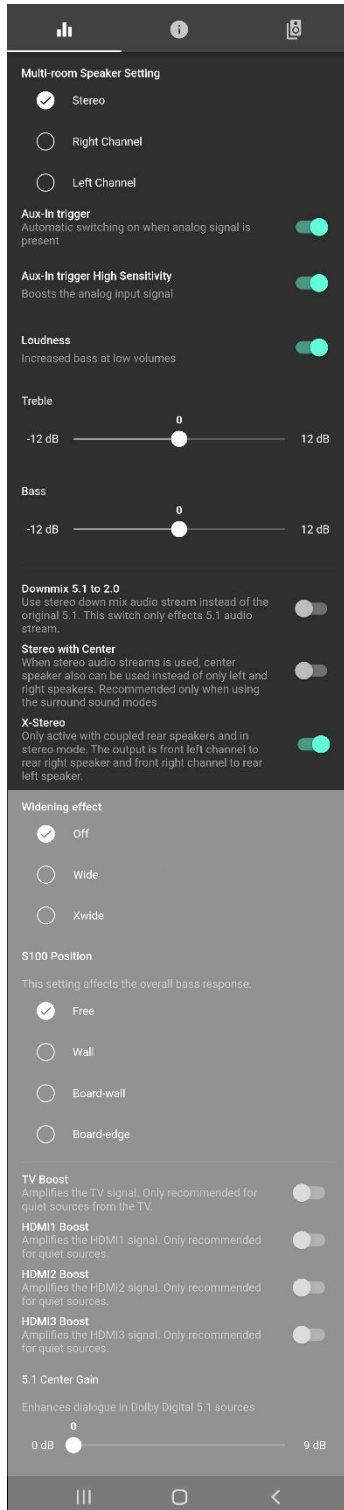 Multi-room Speaker Setting
Stereo
Right Channel
Left Channel
Aux-In trigger
Automatic switching on when analog signal is
present
Aux-In trigger High Sensitivity
Boosts the analog input signal
Loudness
Increased bass at low volumes
Treble
0
-12 dB 12 dB
Bass
0
-12 dB 12 dB
Downmix 5.1 to 2.0
Use stereo down mix audio stream instead of the
original 5.1. This switch only effects 5.1 audio
stream.
Stereo with Center
When stereo audio streams is used, center
speaker also can be used instead of only left and
right speakers. Recommended only when using
the surround sound modes
X-Stereo
Only active with coupled rear speakers and in
stereo mode. The output is front left channel to
rear right speaker and front right channel to rear
left speaker.
Widening effect
Off
Wide
Xwide
S100 Position
This setting affects the overall bass response.
Free
Wall
Board-wall
Board-edge
TV Boost
Amplifies the TV signal. Only recommended for
quiet sources from the TV.
HDMI1 Boost
Amplifies the HDMI1 signal. Only recommended
for quiet sources.
HDMI2 Boost
Amplifies the HDMI2 signal. Only recommended
for quiet sources.
HDMI3 Boost
Amplifies the HDMI3 signal. Only recommended
for quiet sources.
5.1 Center Gain
Enhances dialogue in Dolby Digital 5.1 sources
0
0 dB 9 dB